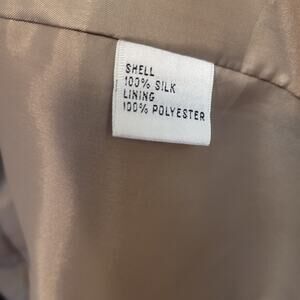 SHELL
100% SILK
LINING
100% POLYESTER